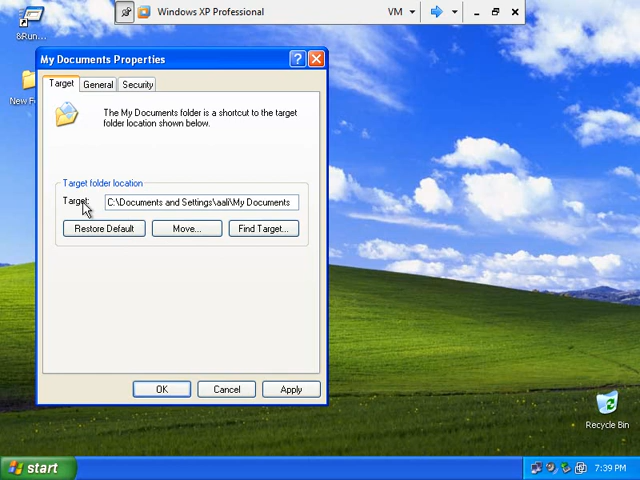 Windows XP Professional
VM
8Run...
My Documents Properties
Target
General
Security
The My Documents folder is a shortcut to the target
folder location shown below.
Target folder location
Target:
C:\Documents and Settings\aali\My Documents
Restore Default
Move...
Find Target...
OK
Cancel
Apply
Recycle Bin
start
7:39 PM